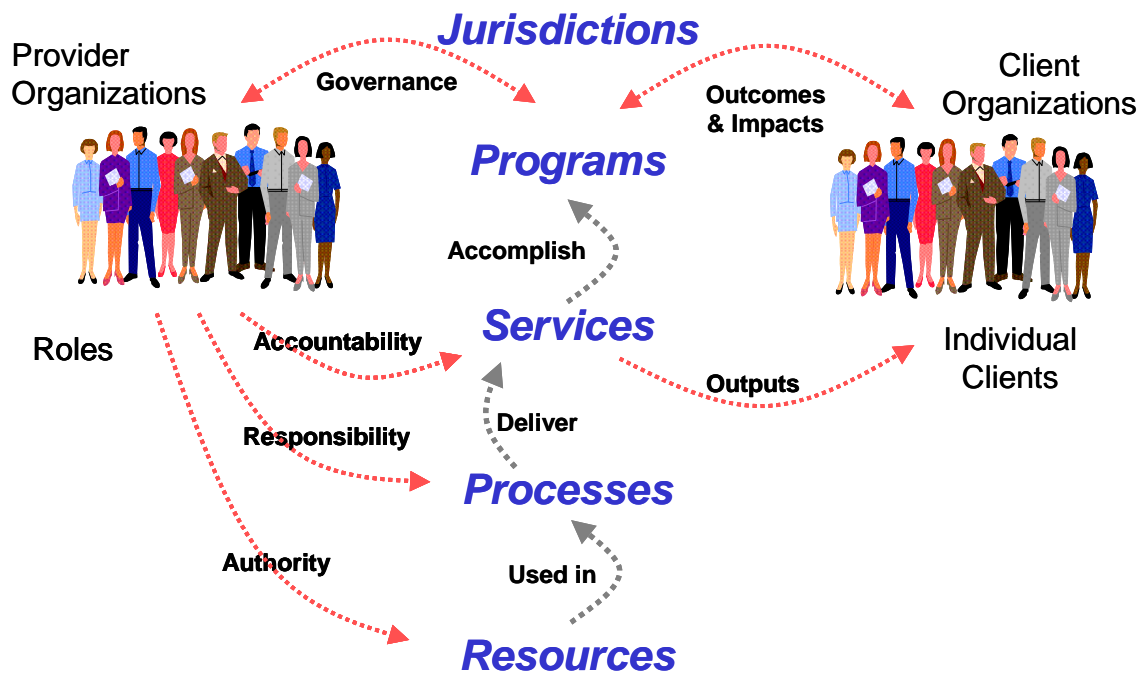 Jurisdictions
Provider
Organizations
Governance
Outcomes
& Impacts
Client
Organizations
Programs
Accomplish
Services
Roles
Accountability
Individual
Clients
Outputs
Deliver
Responsibility
Processes
Authority
Used in
Resources